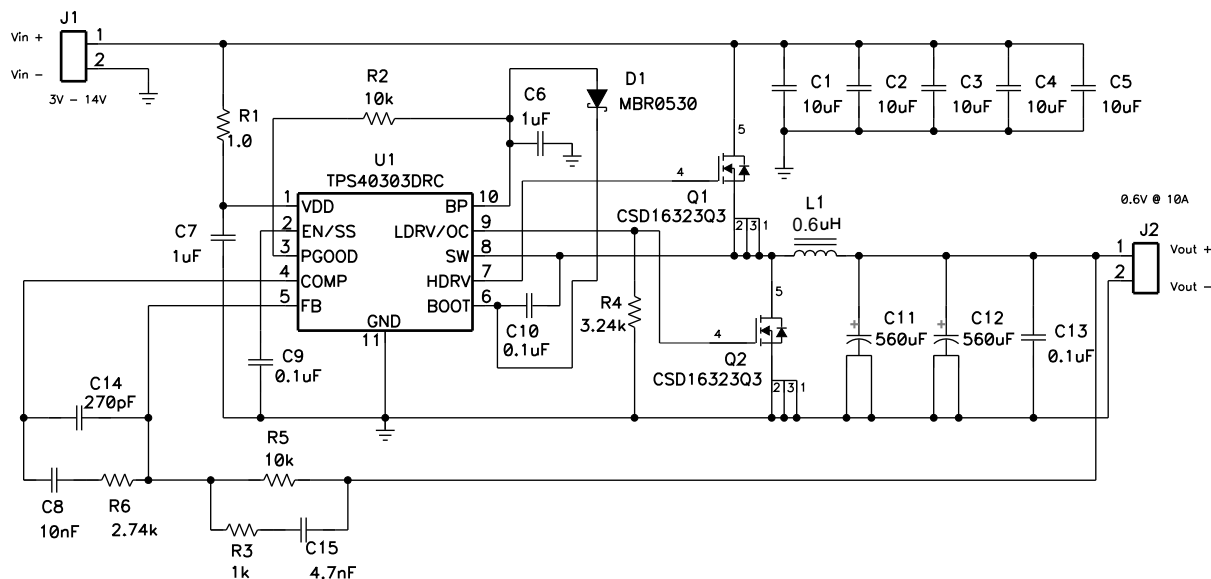 J1
Vin +
1
2
Vin -
3V - 14V
R1
1.0
R2
10k
C6
1uF
D1
MBR0530
C1
10uF
C2
10uF
C3
10uF
C4
10uF
C5
10uF
U1
TPS40303DRC
1 VDD
2 EN/SS
3 PGOOD
4 COMP
5 FB
BP 10
LDRV/OC 9
SW 8
HDRV 7
BOOT 6
GND
11
C7
1uF
5
4
Q1
CSD16323Q3
2 3 1
L1
0.6uH
0.6V @ 10A
J2
1
Vout +
2
Vout -
R4
3.24k
C10
0.1uF
5
4
Q2
CSD16323Q3
2 3 1
+
C11
560uF
+
C12
560uF
C13
0.1uF
C9
0.1uF
C14
270pF
C8
10nF
R6
2.74k
R5
10k
R3
1k
C15
4.7nF